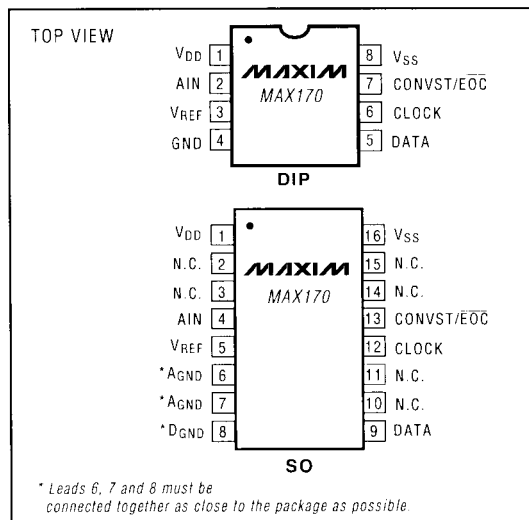 TOP VIEW
VDD 1
AIN 2
VREF 3
GND 4
MAXIM
MAX170
8 VSS
7 CONVST/E̅O̅C̅
6 CLOCK
5 DATA
DIP
VDD 1
N.C. 2
N.C. 3
AIN 4
VREF 5
*AGND 6
*AGND 7
*DGND 8
MAXIM
MAX170
16 VSS
15 N.C.
14 N.C.
13 CONVST/E̅O̅C̅
12 CLOCK
11 N.C.
10 N.C.
9 DATA
SO
* Leads 6, 7 and 8 must be
connected together as close to the package as possible.